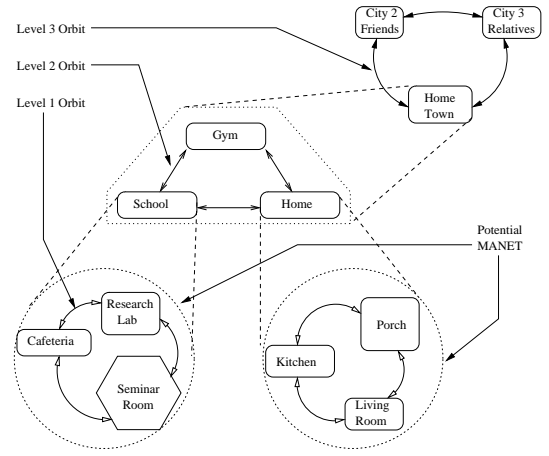 Level 3 Orbit
Level 2 Orbit
Level 1 Orbit
City 2
Friends
City 3
Relatives
Home
Town
Gym
School
Home
Potential
MANET
Research
Lab
Cafeteria
Seminar
Room
Porch
Kitchen
Living
Room